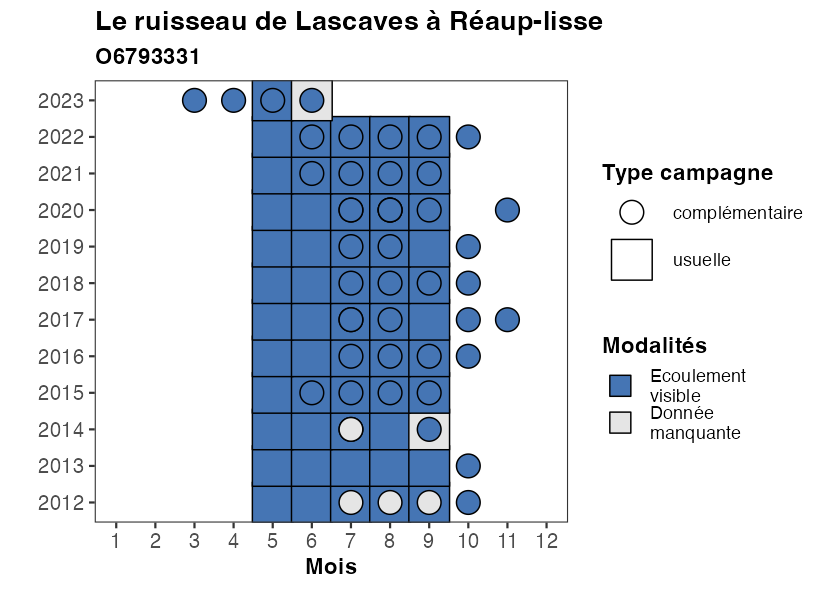 Le ruisseau de Lascaves à Réaup-lisse
O6793331
2023
2022
2021
2020
2019
2018
2017
2016
2015
2014
2013
2012
1 2 3 4 5 6 7 8 9 10 11 12
Mois
Type campagne
complémentaire
usuelle
Modalités
Ecoulement
visible
Donnée
manquante